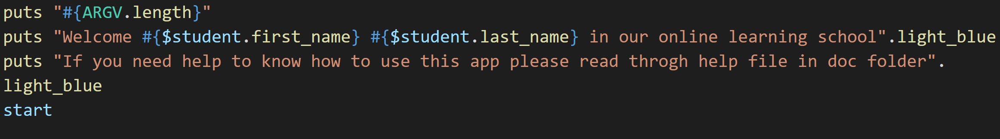 puts "#{ARGV.length}"
puts "Welcome #{$student.first_name} #{$student.last_name} in our online learning school".light_blue
puts "If you need help to know how to use this app please read throgh help file in doc folder".
light_blue
start